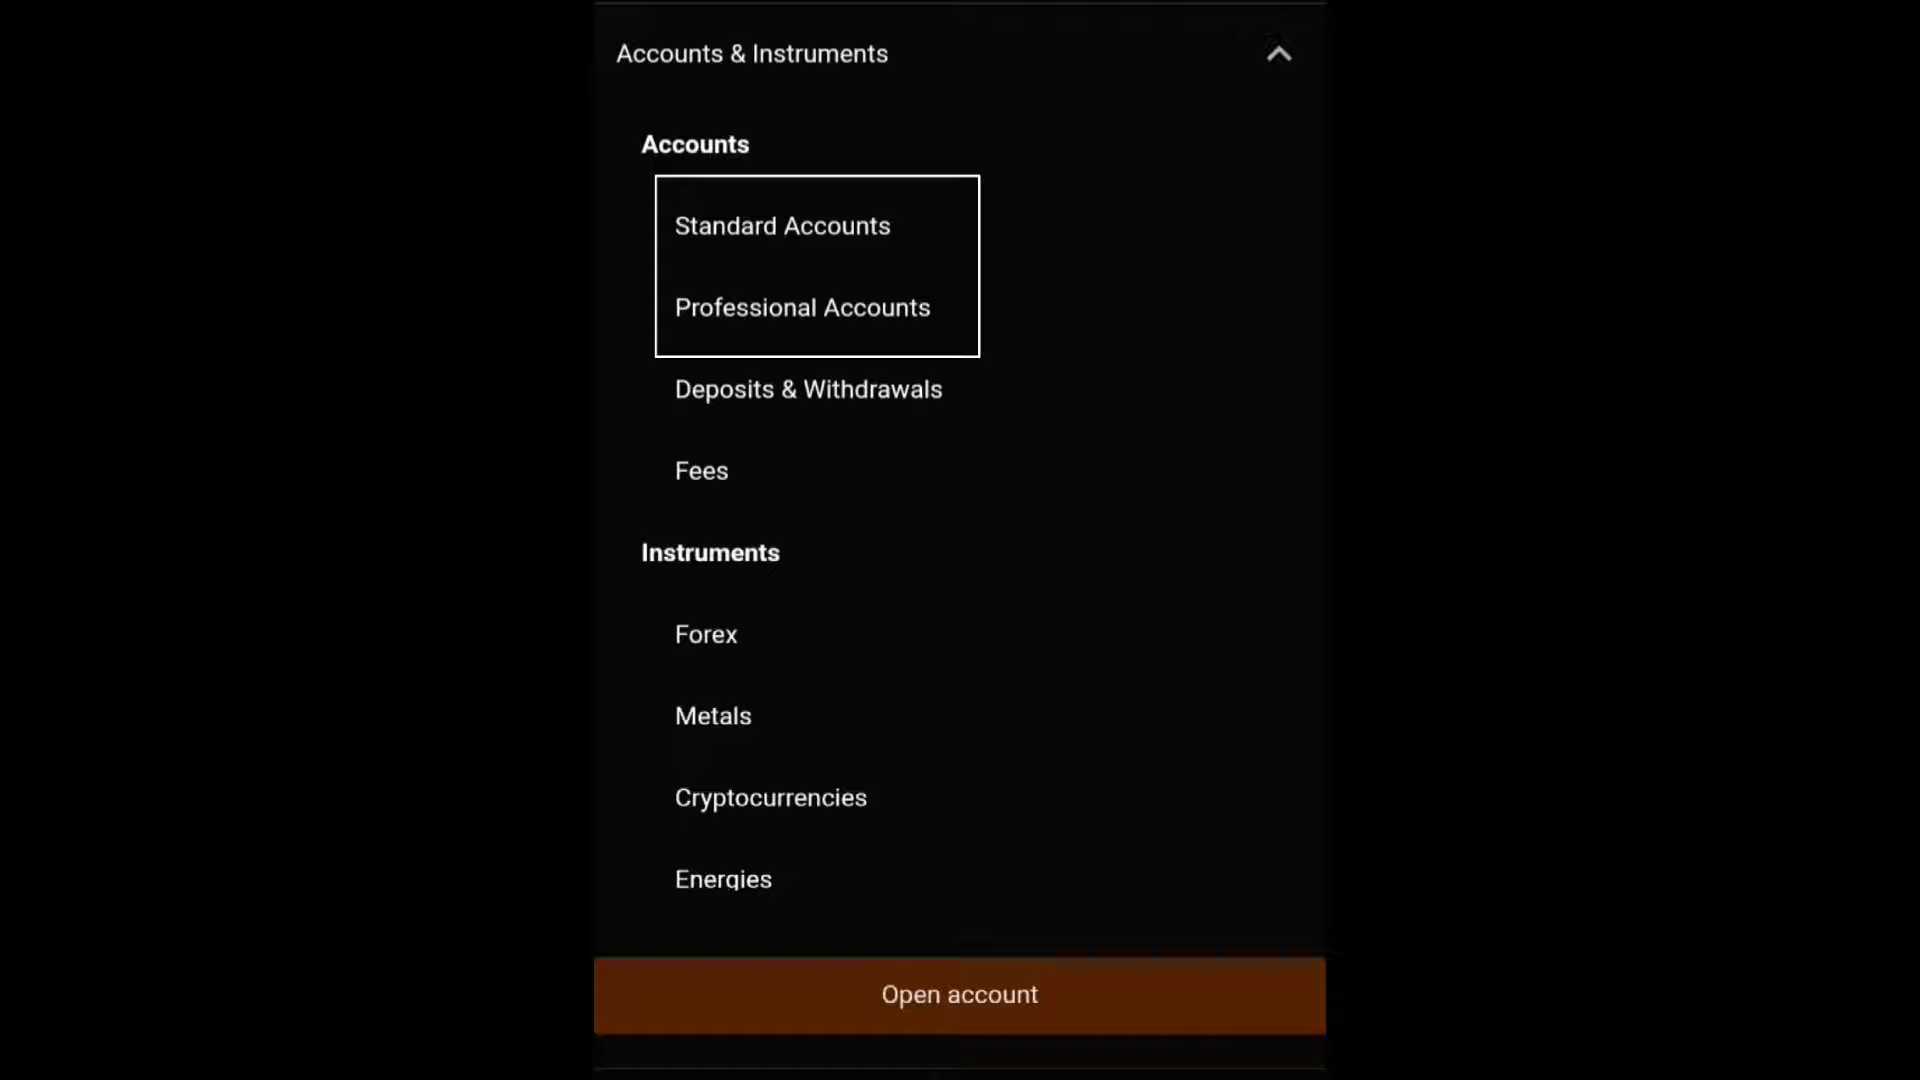 Accounts & Instruments
Accounts
Standard Accounts
Professional Accounts
Deposits & Withdrawals
Fees
Instruments
Forex
Metals
Cryptocurrencies
Energies
Open account